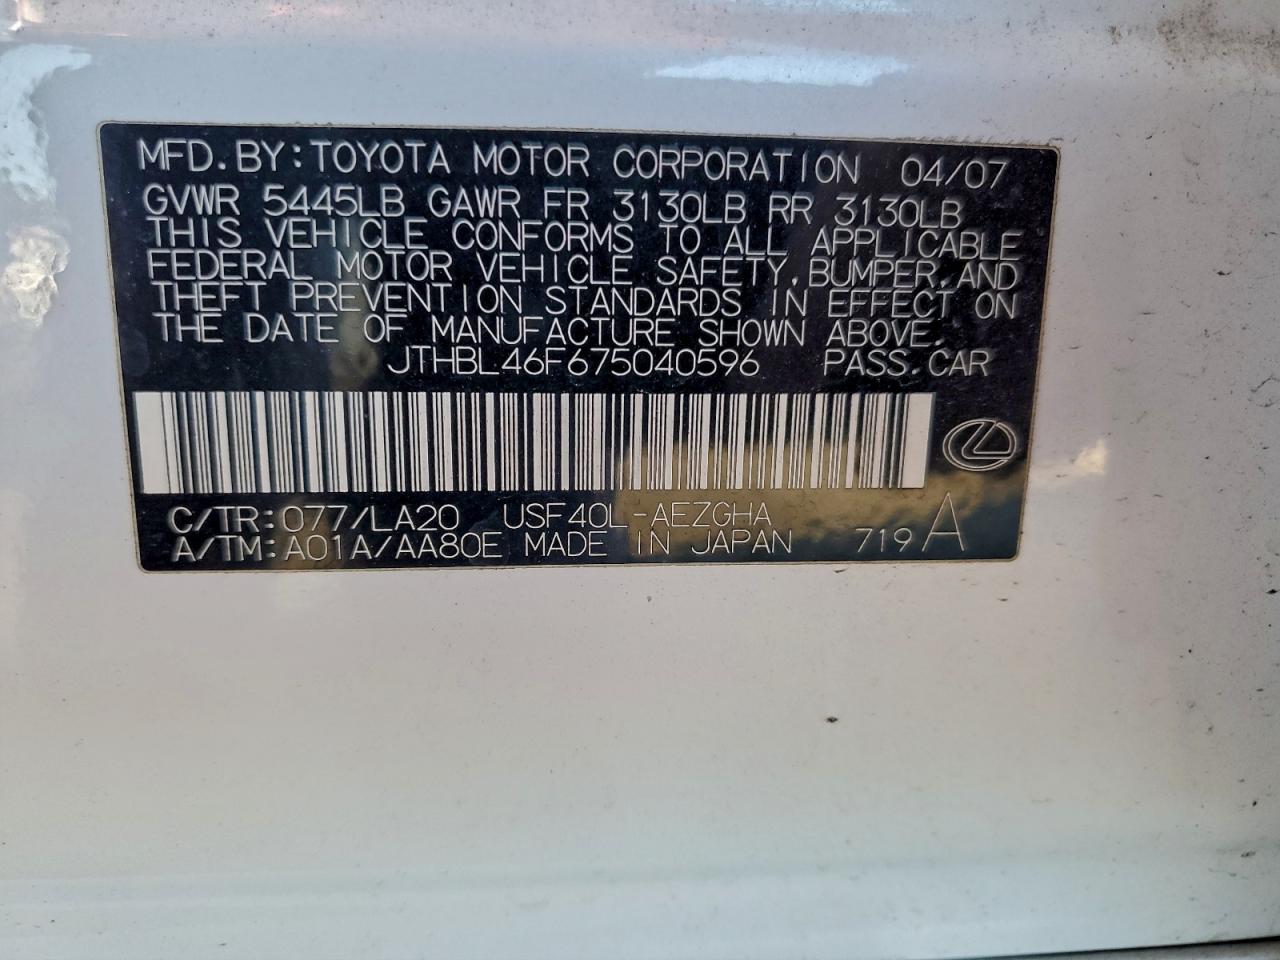 MFD.BY:TOYOTA MOTOR CORPORATION 04/07
GVWR 5445LB GAWR FR 3130LB RR 3130LB
THIS VEHICLE CONFORMS TO ALL APPLICABLE
FEDERAL MOTOR VEHICLE SAFETY,BUMPER,AND
THEFT PREVENTION STANDARDS IN EFFECT ON
THE DATE OF MANUFACTURE SHOWN ABOVE.
JTHBL46F675040596 PASS.CAR
C/TR:077/LA20 USF40L-AEZGHA
A/TM:A01A/AA80E MADE IN JAPAN 719A